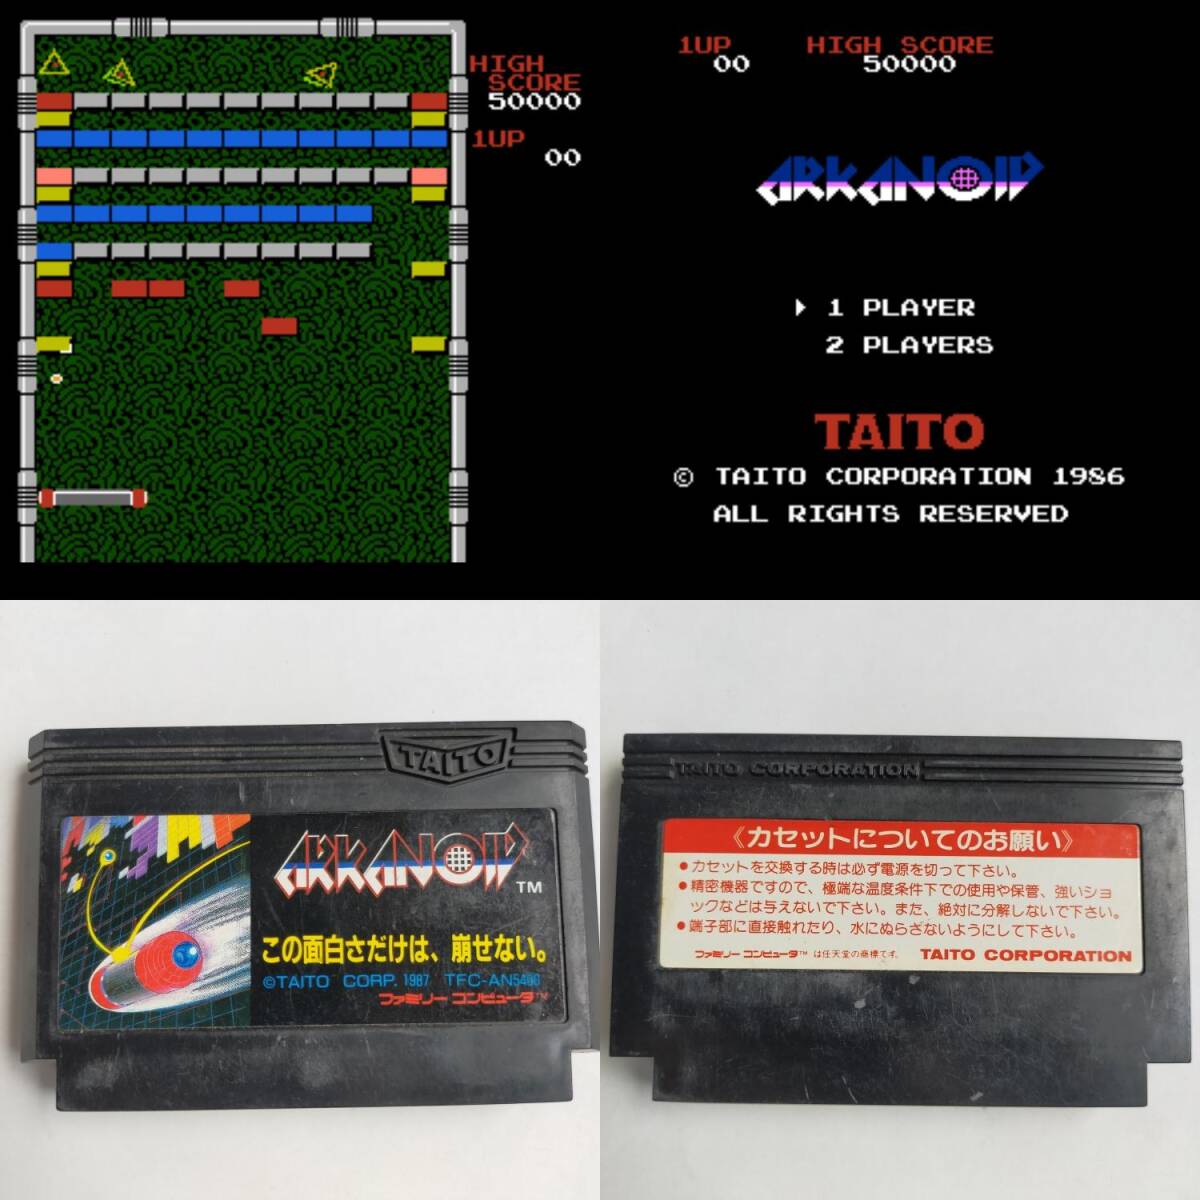 HIGH
SCORE
50000
1UP
00
1UP HIGH SCORE
00 50000
ARKANOID
1 PLAYER
2 PLAYERS
TAITO
© TAITO CORPORATION 1986
ALL RIGHTS RESERVED
TAITO
ARKANOID TM
この面白さだけは、崩せない。
©TAITO CORP. 1987 TFC-AN5400
ファミリーコンピュータ™
TAITO CORPORATION
《カセットについてのお願い》
●カセットを交換する時は必ず電源を切って下さい。
●精密機器ですので、極端な温度条件下での使用や保管、強いショ
ックなどは与えないで下さい。また、絶対に分解しないで下さい。
●端子部に直接触れたり、水にぬらさないようにして下さい。
ファミリーコンピュータ™は任天堂の商標です。 TAITO CORPORATION